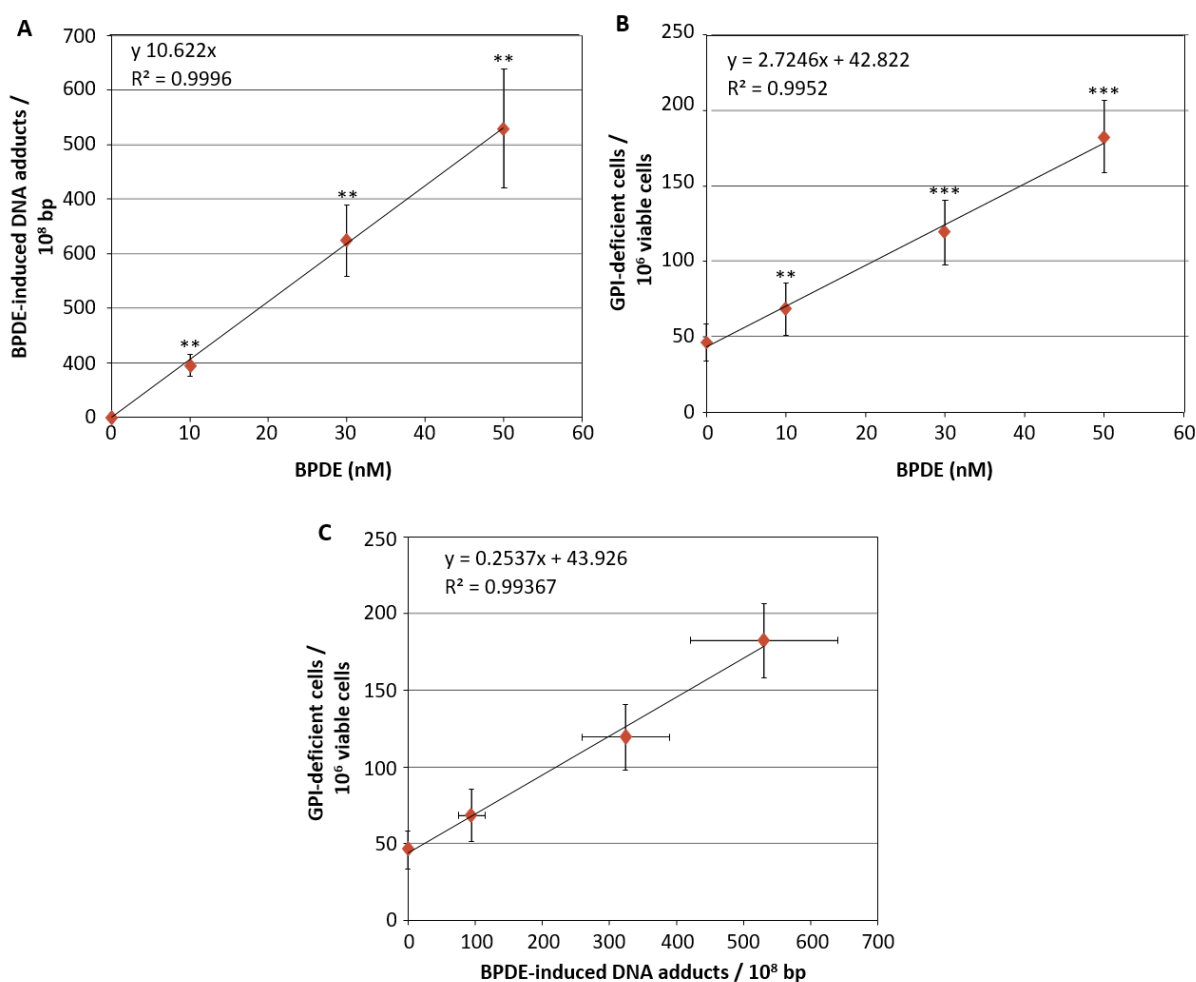 A
700
600
500
400
600
500
400
0
y 10.622x
R² = 0.9996
**
**
**
0 10 20 30 40 50 60
BPDE (nM)
BPDE-induced DNA adducts /
10⁸ bp
B
250
200
150
100
50
0
y = 2.7246x + 42.822
R² = 0.9952
**
***
***
0 10 20 30 40 50 60
BPDE (nM)
GPI-deficient cells /
10⁶ viable cells
C
250
200
150
100
50
0
y = 0.2537x + 43.926
R² = 0.99367
0 100 200 300 400 500 600 700
BPDE-induced DNA adducts / 10⁸ bp
GPI-deficient cells /
10⁶ viable cells